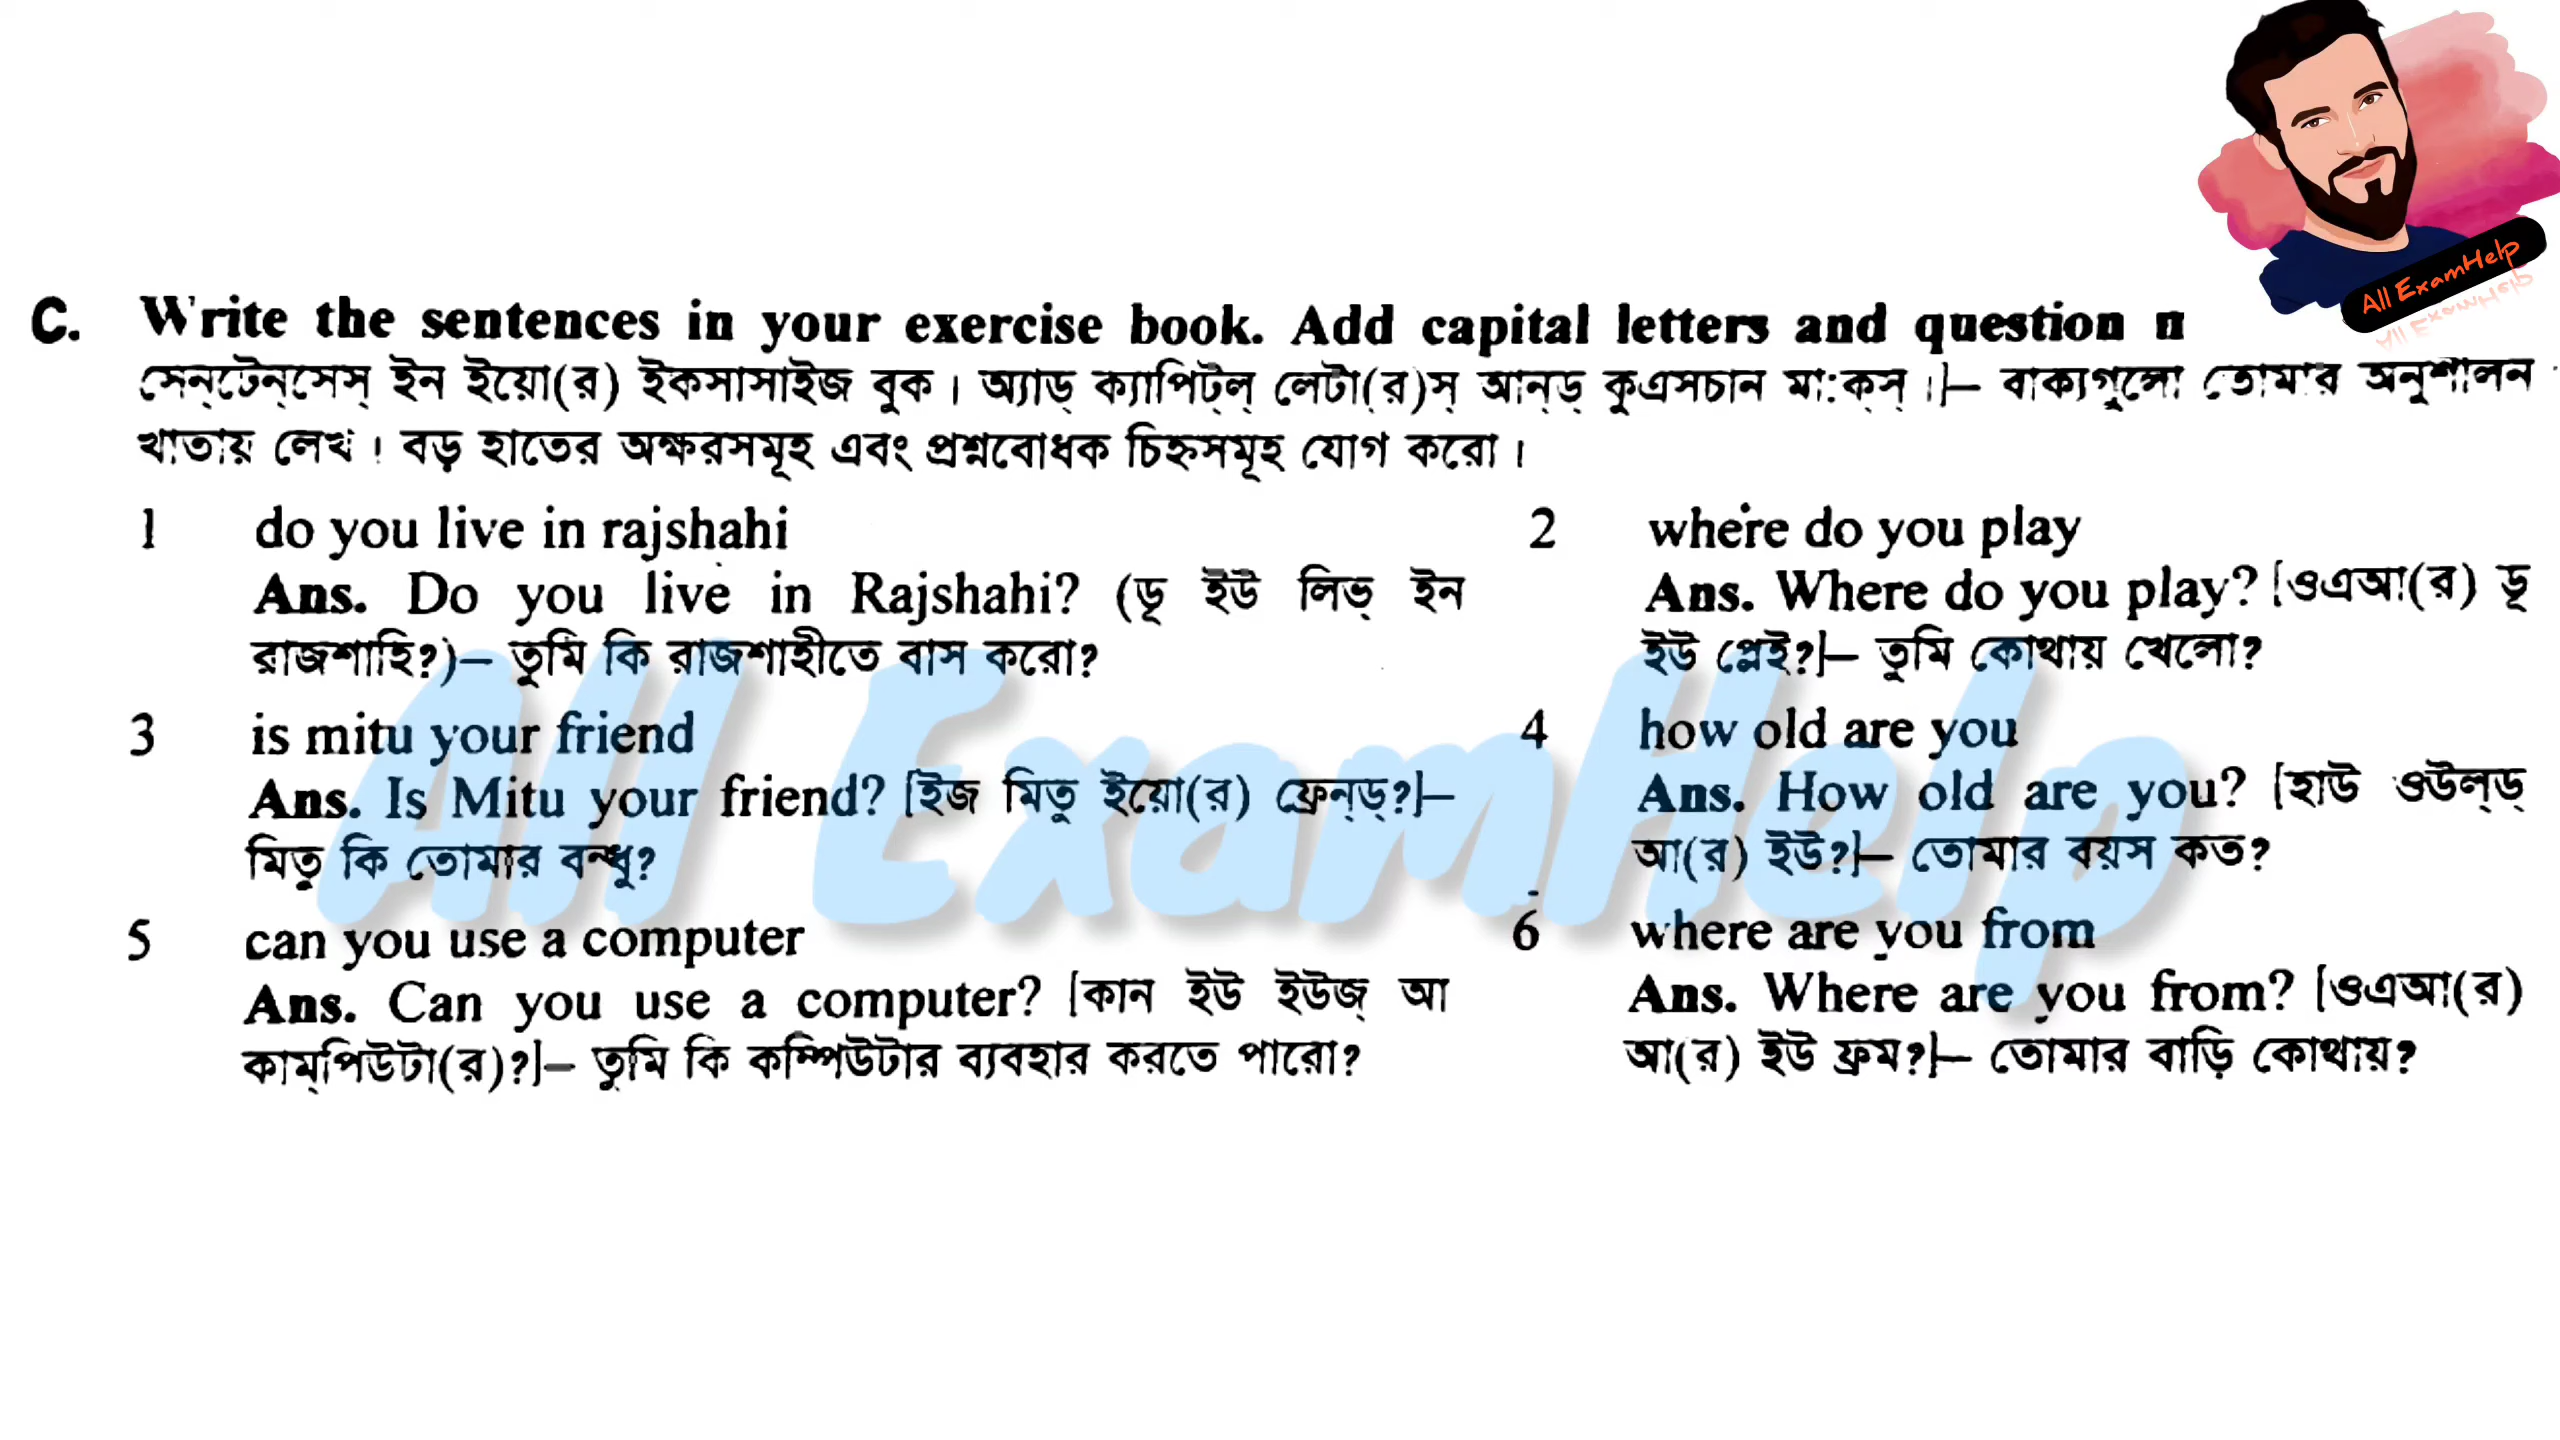 All ExamHelp
C. Write the sentences in your exercise book. Add capital letters and question
সেন্টেন্সেস্ ইন ইয়ো(র) ইকসাসাইজ বুক। অ্যাড্ ক্যাপিট্ল্ লেটা(র)স্ আন্ড্ কুএসচান মা:ক্স্।]– বাক্যগুলো তোমার অনুশালন
খাতায় লেখ। বড় হাতের অক্ষরসমূহ এবং প্রশ্নবোধক চিহ্নসমূহ যোগ করো।
1 do you live in rajshahi
Ans. Do you live in Rajshahi? (ডূ ইউ লিভ্ ইন
রাজশাহি?)– তুমি কি রাজশাহীতে বাস করো?
2 where do you play
Ans. Where do you play? [ওএআ(র) ডূ
ইউ প্লেই?]– তুমি কোথায় খেলো?
3 is mitu your friend
Ans. Is Mitu your friend? [ইজ মিতু ইয়ো(র) ফ্রেন্ড্?]–
মিতু কি তোমার বন্ধু?
4 how old are you
Ans. How old are you? [হাউ ওউল্ড্
আ(র) ইউ?]– তোমার বয়স কত?
5 can you use a computer
Ans. Can you use a computer? [কান ইউ ইউজ্ আ
কাম্পিউটা(র)?]– তুমি কি কম্পিউটার ব্যবহার করতে পারো?
6 where are you from
Ans. Where are you from? [ওএআ(র)
আ(র) ইউ ফ্রম?]– তোমার বাড়ি কোথায়?
All ExamHelp